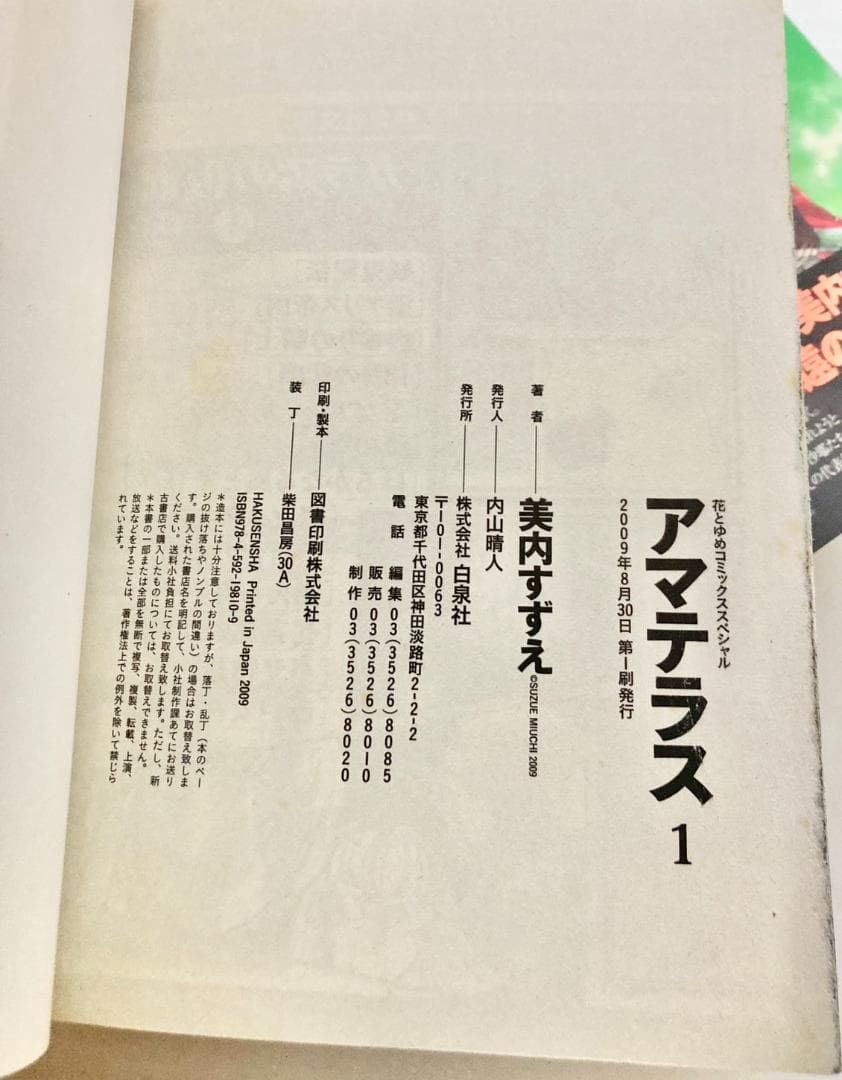 花とゆめコミックススペシャル
アマテラス 1
2009年8月30日 第1刷発行
著 者 美内すずえ
©SUZUE MIUCHI 2009
発行人 内山晴人
発行所 株式会社 白泉社
〒101-0063
東京都千代田区神田淡路町2-2-2
電話 編集 03(3526)8085
販売 03(3526)8010
制作 03(3526)8020
印刷・製本 図書印刷株式会社
装 丁 柴田昌房(30A)
HAKUSENSHA Printed in Japan 2009
ISBN978-4-592-19810-9
＊造本には十分注意しておりますが、落丁・乱丁（本のペー
ジの抜け落ちやノンブルの間違い）の場合はお取替え致しま
す。購入された書店名を明記して、小社制作課あてにお送り
ください。送料小社負担にてお取替え致します。ただし、新
古書店で購入したものについては、お取替えできません。
＊本書の一部または全部を無断で複写、複製、転載、上演、
放送などをすることは、著作権法上での例外を除いて禁じら
れています。
美内